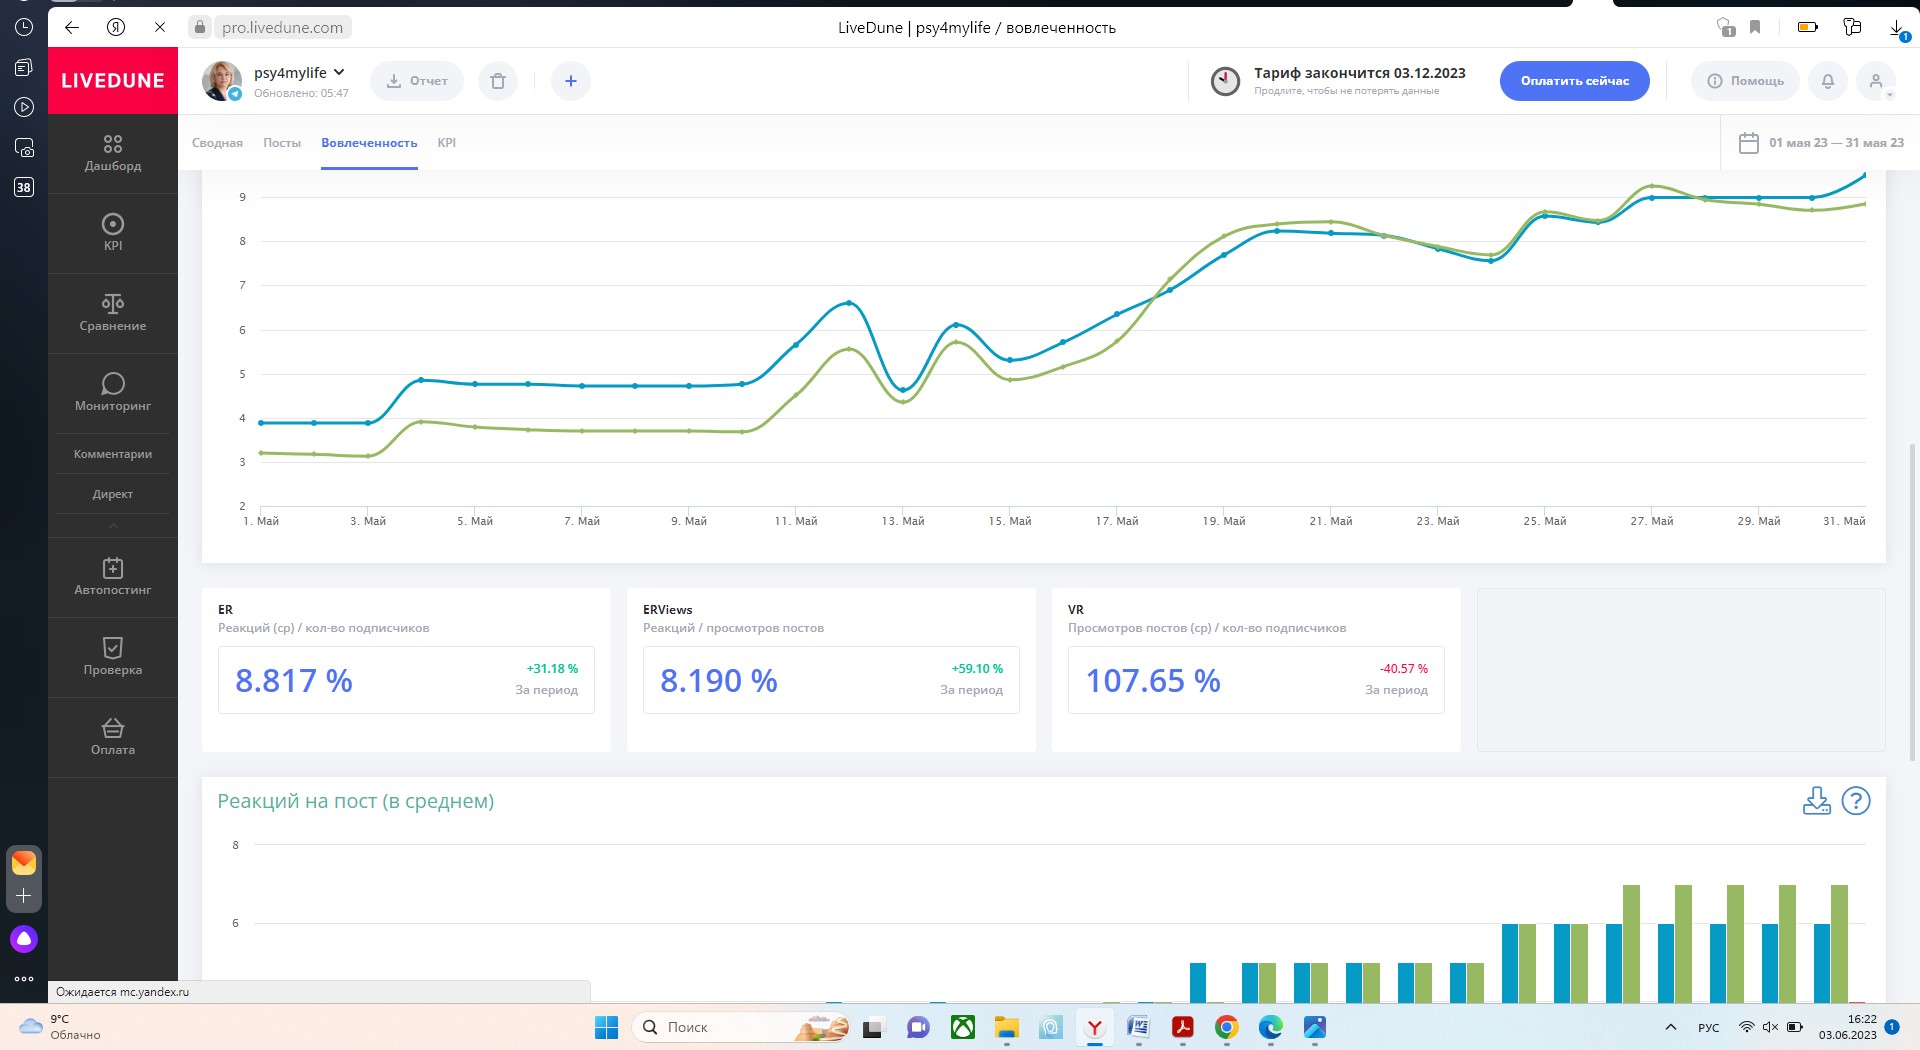 pro.livedune.com
LiveDune | psy4mylife / вовлеченность
1
1
38
LIVEDUNE
psy4mylife
Обновлено: 05:47
Отчет
+
Тариф закончится 03.12.2023
Продлите, чтобы не потерять данные
Оплатить сейчас
Помощь
Сводная
Посты
Вовлеченность
KPI
01 мая 23 — 31 мая 23
Дашборд
KPI
Сравнение
Мониторинг
Комментарии
Директ
Автопостинг
Проверка
Оплата
9
8
7
6
5
4
3
2
1. Май
3. Май
5. Май
7. Май
9. Май
11. Май
13. Май
15. Май
17. Май
19. Май
21. Май
23. Май
25. Май
27. Май
29. Май
31. Май
ER
Реакций (ср) / кол-во подписчиков
8.817 %
+31.18 %
За период
ERViews
Реакций / просмотров постов
8.190 %
+59.10 %
За период
VR
Просмотров постов (ср) / кол-во подписчиков
107.65 %
-40.57 %
За период
Реакций на пост (в среднем)
?
8
6
Ожидается mc.yandex.ru
9°C
Облачно
Поиск
РУС
16:22
03.06.2023
1